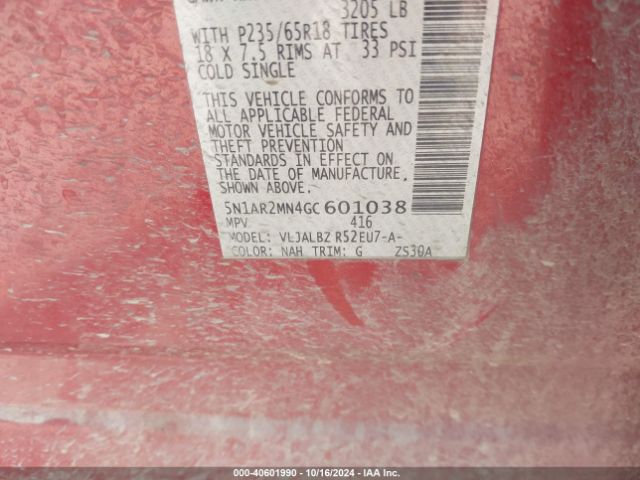 3205 LB
WITH P235/65R18 TIRES
18 X 7.5 RIMS AT 33 PSI
COLD SINGLE
THIS VEHICLE CONFORMS TO
ALL APPLICABLE FEDERAL
MOTOR VEHICLE SAFETY AND
THEFT PREVENTION
STANDARDS IN EFFECT ON
THE DATE OF MANUFACTURE,
SHOWN ABOVE.
5N1AR2MN4GC601038
MPV 416
MODEL: VLJALBZ R52EU7-A-
COLOR: NAH TRIM: G ZS30A
000-40601990 - 10/16/2024 - IAA Inc.